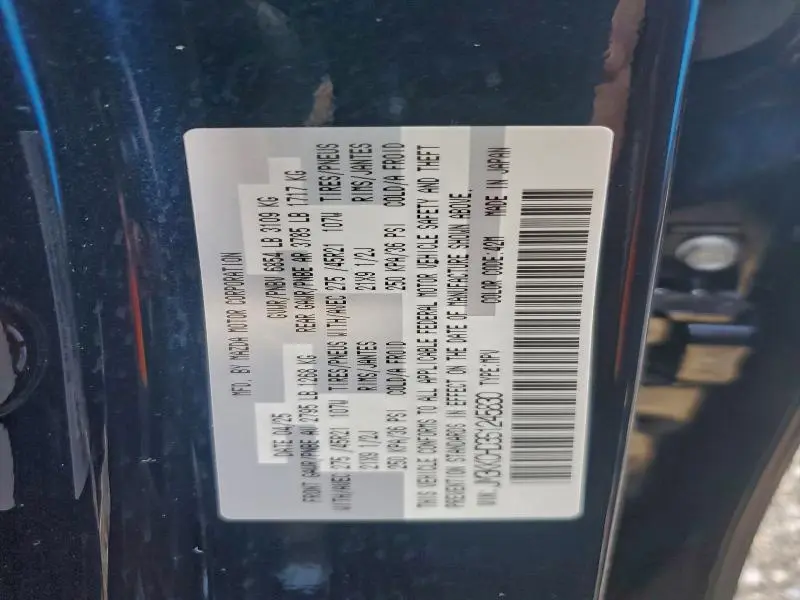 MFD. BY MAZDA MOTOR CORPORATION
DATE 04/25 GVWR/PNBV 6854 LB 3109 KG
FRONT GAWR/PNBE AV 2795 LB 1268 KG REAR GAWR/PNBE AR 3785 LB 1717 KG
WITH/AVEC 275 /45R21 107W TIRES/PNEUS WITH/AVEC 275 /45R21 107W TIRES/PNEUS
21X9 1/2J RIMS/JANTES 21X9 1/2J RIMS/JANTES
250 KPA/36 PSI COLD/A FROID 250 KPA/36 PSI COLD/A FROID
THIS VEHICLE CONFORMS TO ALL APPLICABLE FEDERAL MOTOR VEHICLE SAFETY AND THEFT
PREVENTION STANDARDS IN EFFECT ON THE DATE OF MANUFACTURE SHOWN ABOVE.
COLOR CODE:42M MADE IN JAPAN
TYPE:MPV